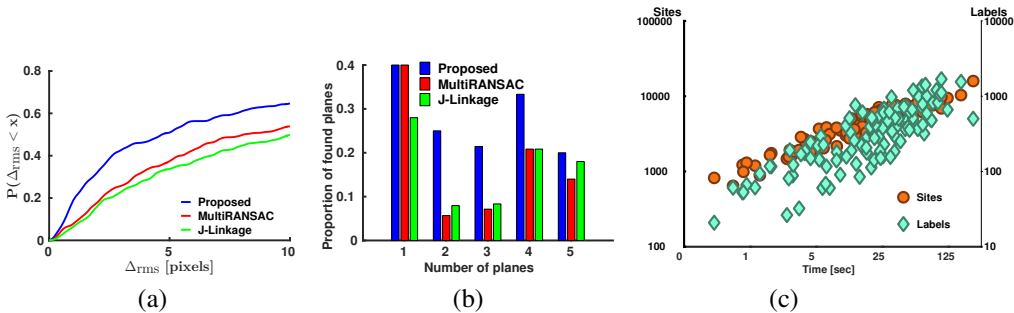 0.8
0.6
0.4
0.2
0
P(Δrms < x)
0
5
10
Δrms [pixels]
Proposed
MultiRANSAC
J-Linkage
(a)
0.4
0.3
0.2
0.1
0.0
Proportion of found planes
Proposed
MultiRANSAC
J-Linkage
1 2 3 4 5
Number of planes
(b)
Sites
Labels
100000
10000
1000
100
10000
1000
100
10
Sites
Labels
0 1 5 25 125
Time [sec]
(c)